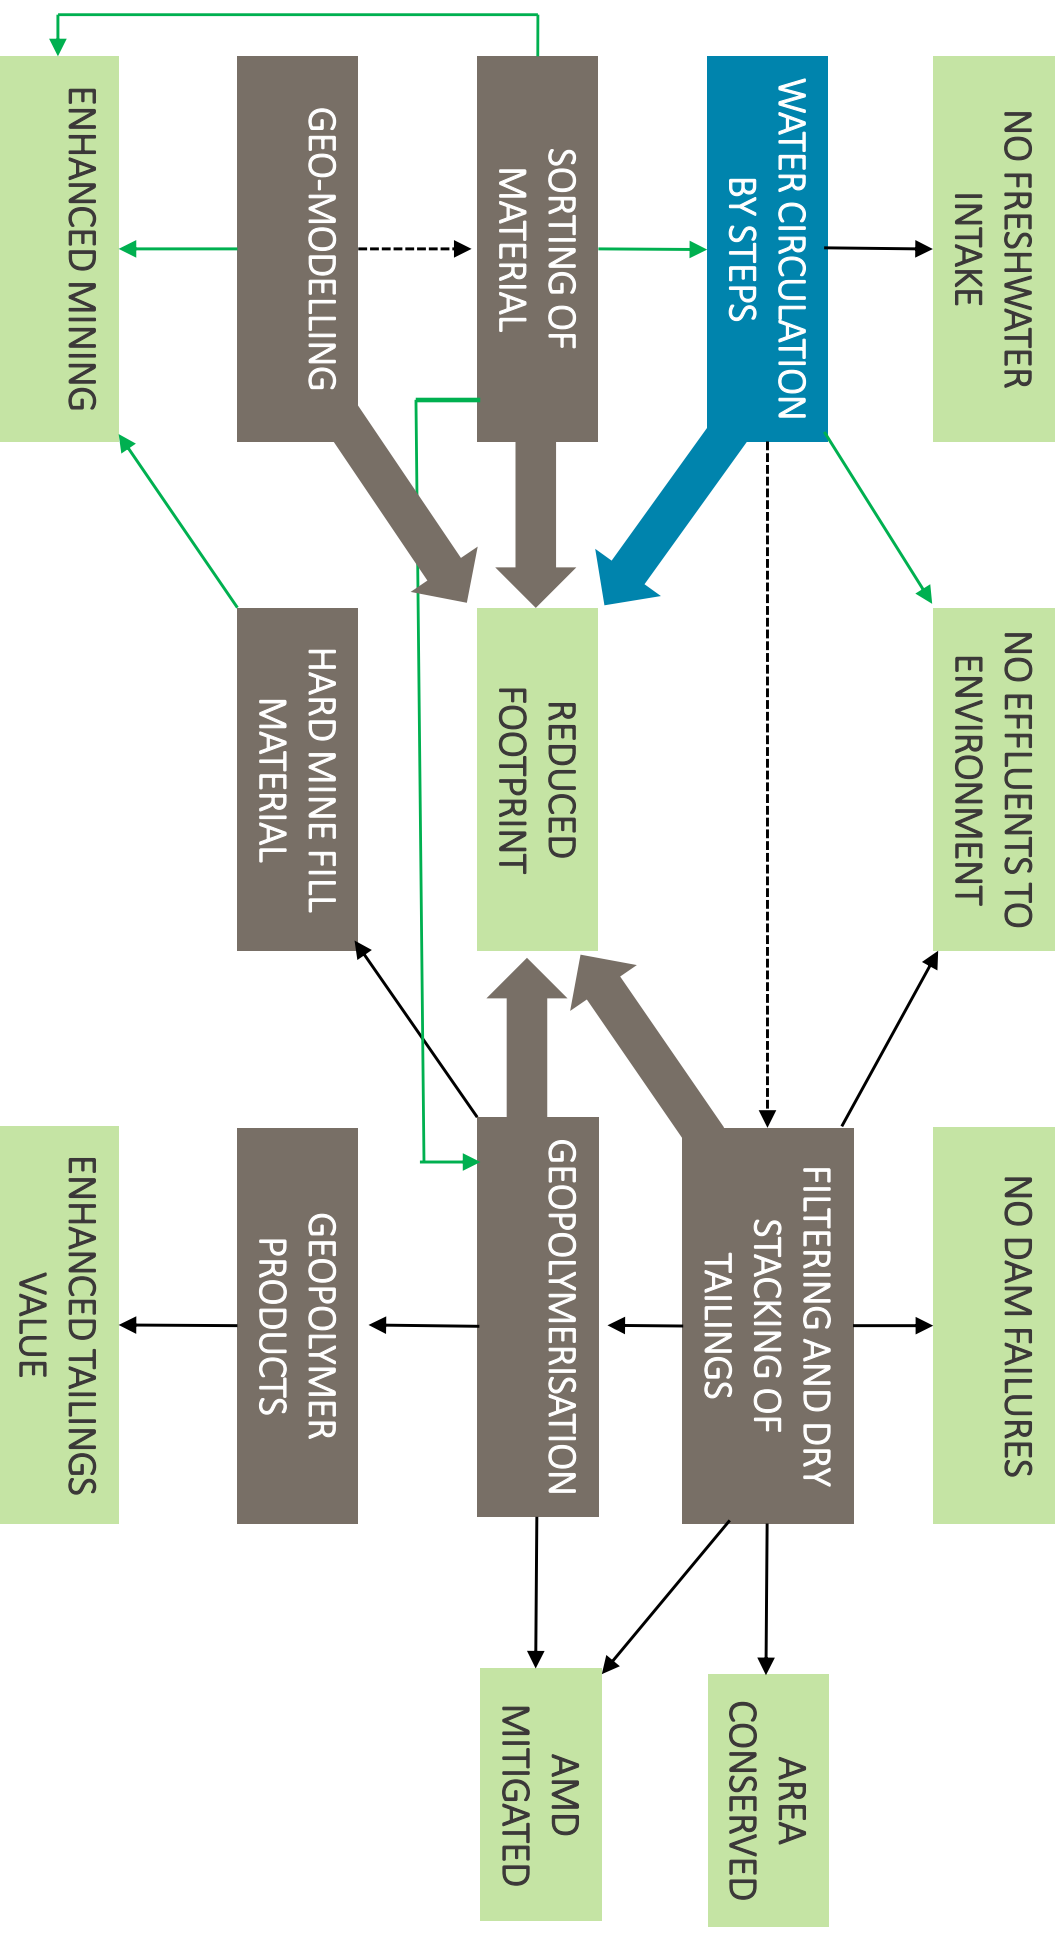 NO FRESHWATER
INTAKE
NO EFFLUENTS TO
ENVIRONMENT
NO DAM FAILURES
WATER CIRCULATION
BY STEPS
FILTERING AND DRY
STACKING OF
TAILINGS
AREA
CONSERVED
SORTING OF
MATERIAL
REDUCED
FOOTPRINT
GEOPOLYMERISATION
AMD
MITIGATED
GEO-MODELLING
HARD MINE FILL
MATERIAL
GEOPOLYMER
PRODUCTS
ENHANCED MINING
ENHANCED TAILINGS
VALUE